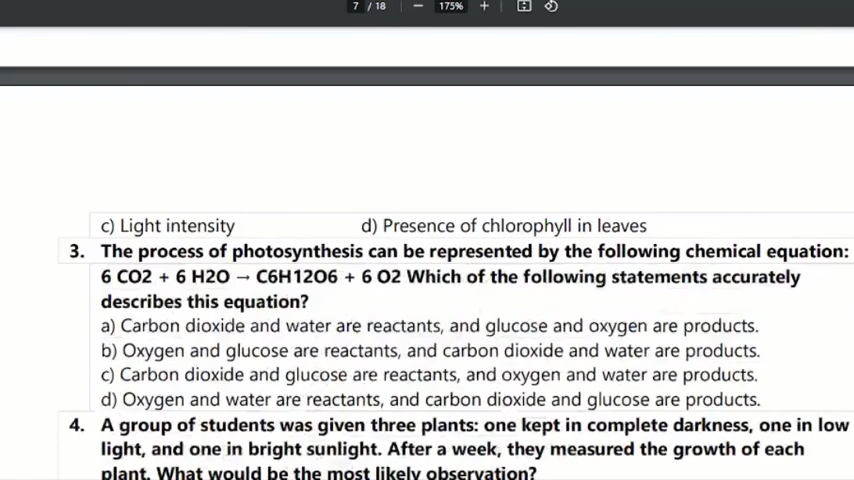 7 / 18 − 175% +
c) Light intensity d) Presence of chlorophyll in leaves
3. The process of photosynthesis can be represented by the following chemical equation:
6 CO2 + 6 H2O → C6H12O6 + 6 O2 Which of the following statements accurately
describes this equation?
a) Carbon dioxide and water are reactants, and glucose and oxygen are products.
b) Oxygen and glucose are reactants, and carbon dioxide and water are products.
c) Carbon dioxide and glucose are reactants, and oxygen and water are products.
d) Oxygen and water are reactants, and carbon dioxide and glucose are products.
4. A group of students was given three plants: one kept in complete darkness, one in low
light, and one in bright sunlight. After a week, they measured the growth of each
plant. What would be the most likely observation?